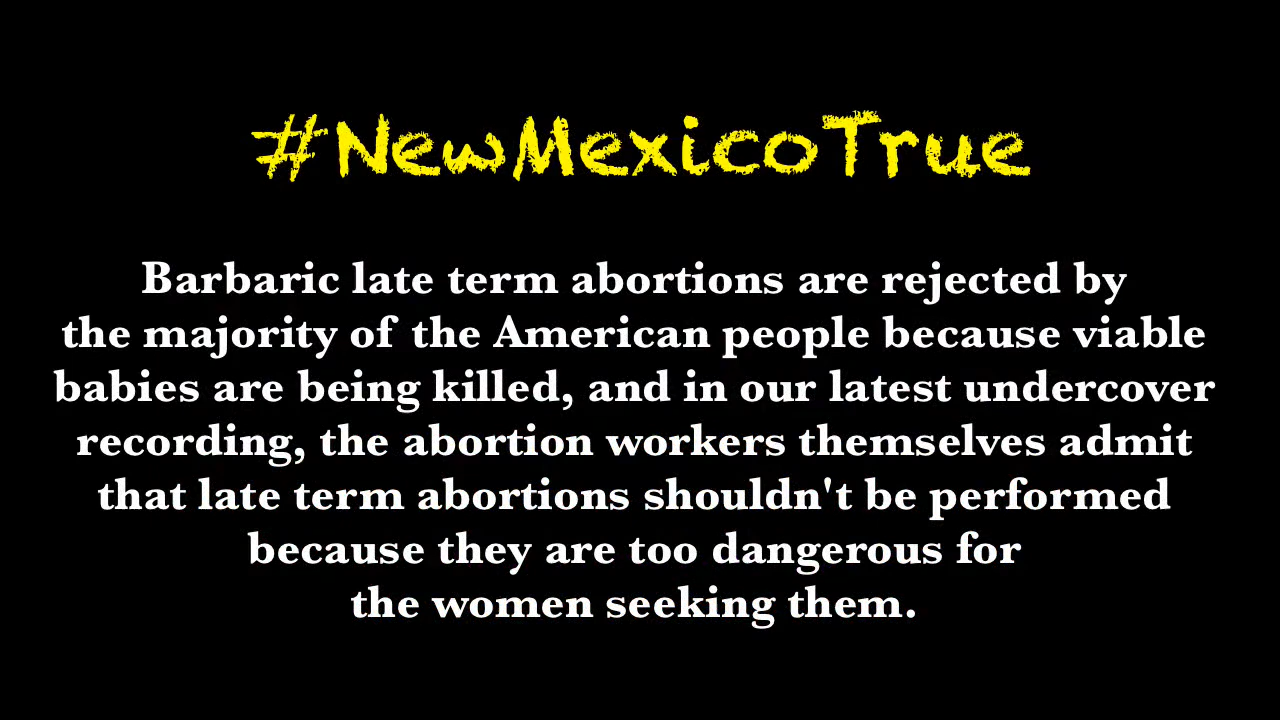 #NewMexicoTrue
Barbaric late term abortions are rejected by
the majority of the American people because viable
babies are being killed, and in our latest undercover
recording, the abortion workers themselves admit
that late term abortions shouldn't be performed
because they are too dangerous for
the women seeking them.